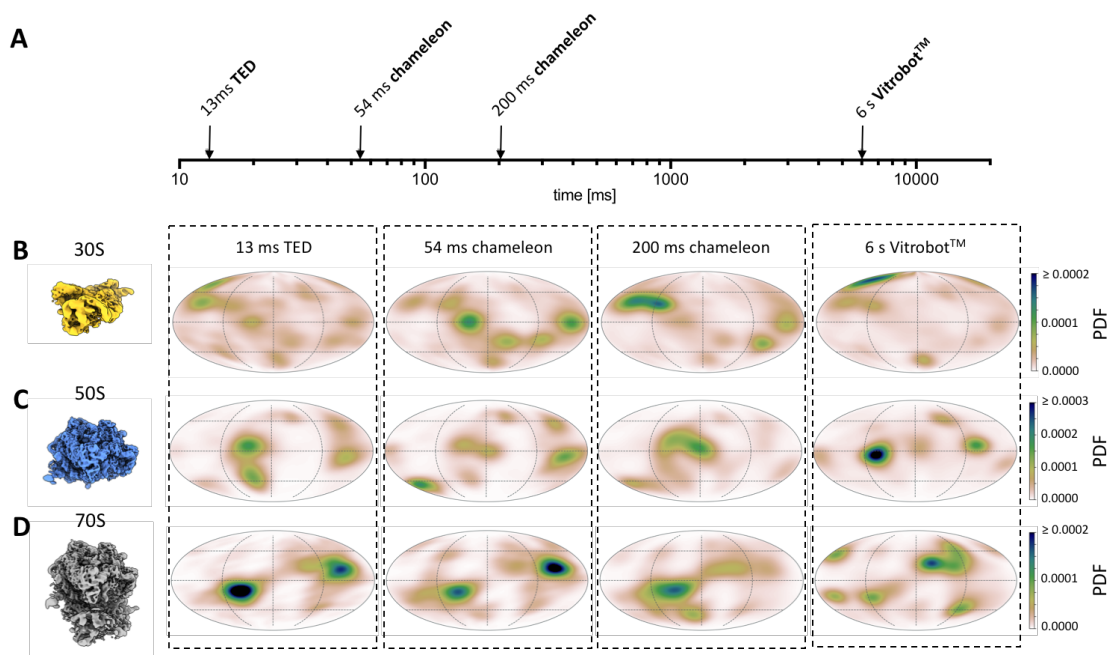 A
13ms TED
54 ms chameleon
200 ms chameleon
6 s Vitrobot™
10 100 1000 10000
time [ms]
B 30S
13 ms TED
54 ms chameleon
200 ms chameleon
6 s Vitrobot™
≥ 0.0002
0.0001
0.0000
PDF
C 50S
≥ 0.0003
0.0002
0.0001
0.0000
PDF
D 70S
≥ 0.0002
0.0001
0.0000
PDF